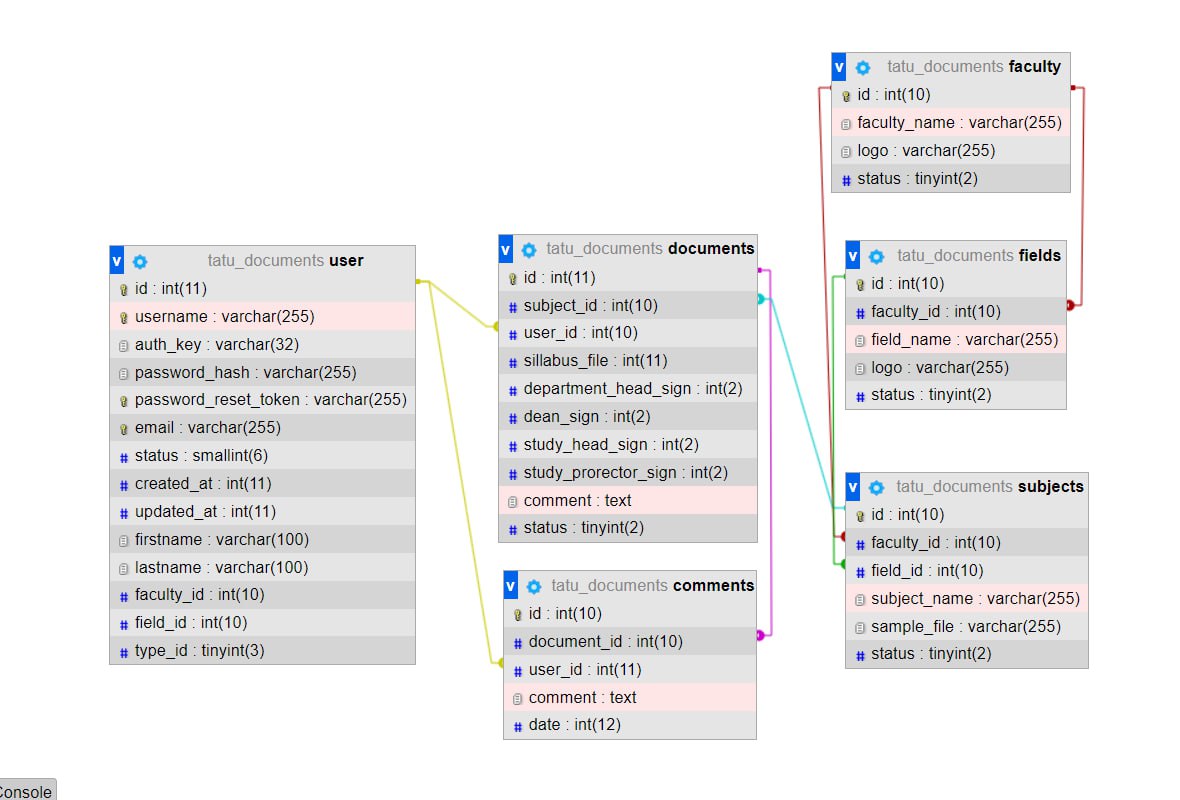 v tatu_documents faculty
id : int(10)
faculty_name : varchar(255)
logo : varchar(255)
status : tinyint(2)
v tatu_documents user
id : int(11)
username : varchar(255)
auth_key : varchar(32)
password_hash : varchar(255)
password_reset_token : varchar(255)
email : varchar(255)
status : smallint(6)
created_at : int(11)
updated_at : int(11)
firstname : varchar(100)
lastname : varchar(100)
faculty_id : int(10)
field_id : int(10)
type_id : tinyint(3)
v tatu_documents documents
id : int(11)
subject_id : int(10)
user_id : int(10)
sillabus_file : int(11)
department_head_sign : int(2)
dean_sign : int(2)
study_head_sign : int(2)
study_prorector_sign : int(2)
comment : text
status : tinyint(2)
v tatu_documents fields
id : int(10)
faculty_id : int(10)
field_name : varchar(255)
logo : varchar(255)
status : tinyint(2)
v tatu_documents comments
id : int(10)
document_id : int(10)
user_id : int(11)
comment : text
date : int(12)
v tatu_documents subjects
id : int(10)
faculty_id : int(10)
field_id : int(10)
subject_name : varchar(255)
sample_file : varchar(255)
status : tinyint(2)
Console